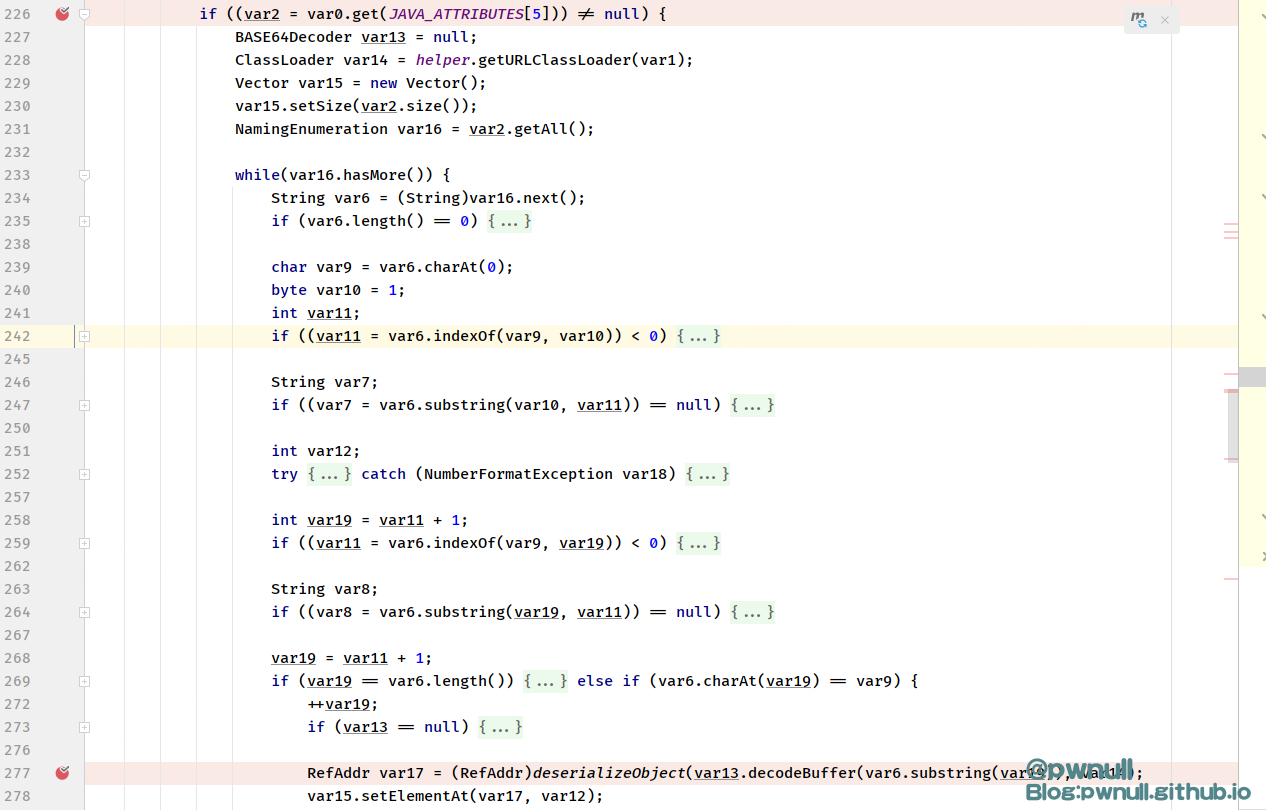 226 if ((var2 = var0.get(JAVA_ATTRIBUTES[5])) ≠ null) {
227 BASE64Decoder var13 = null;
228 ClassLoader var14 = helper.getURLClassLoader(var1);
229 Vector var15 = new Vector();
230 var15.setSize(var2.size());
231 NamingEnumeration var16 = var2.getAll();
232
233 while(var16.hasMore()) {
234 String var6 = (String)var16.next();
235 if (var6.length() == 0) {...}
238
239 char var9 = var6.charAt(0);
240 byte var10 = 1;
241 int var11;
242 if ((var11 = var6.indexOf(var9, var10)) < 0) {...}
245
246 String var7;
247 if ((var7 = var6.substring(var10, var11)) == null) {...}
250
251 int var12;
252 try {...} catch (NumberFormatException var18) {...}
257
258 int var19 = var11 + 1;
259 if ((var11 = var6.indexOf(var9, var19)) < 0) {...}
262
263 String var8;
264 if ((var8 = var6.substring(var19, var11)) == null) {...}
267
268 var19 = var11 + 1;
269 if (var19 == var6.length()) {...} else if (var6.charAt(var19) == var9) {
272 ++var19;
273 if (var13 == null) {...}
276
277 RefAddr var17 = (RefAddr)deserializeObject(var13.decodeBuffer(var6.substring(var19)), var14);
278 var15.setElementAt(var17, var12);
@pwnull
Blog:pwnull.github.io